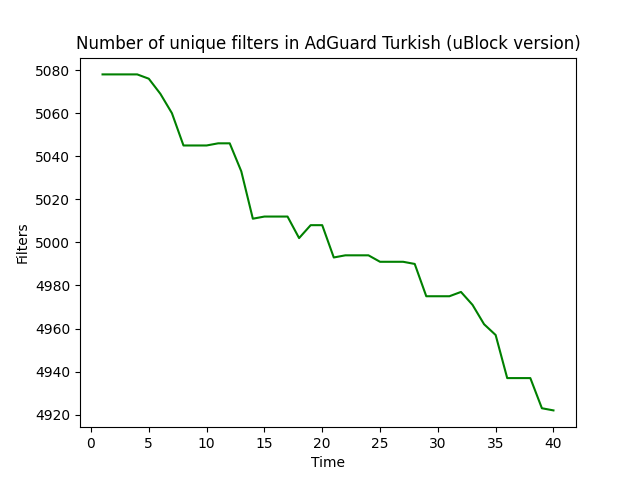 Number of unique filters in AdGuard Turkish (uBlock version)
5080
5060
5040
5020
5000
4980
4960
4940
4920
Filters
0 5 10 15 20 25 30 35 40
Time